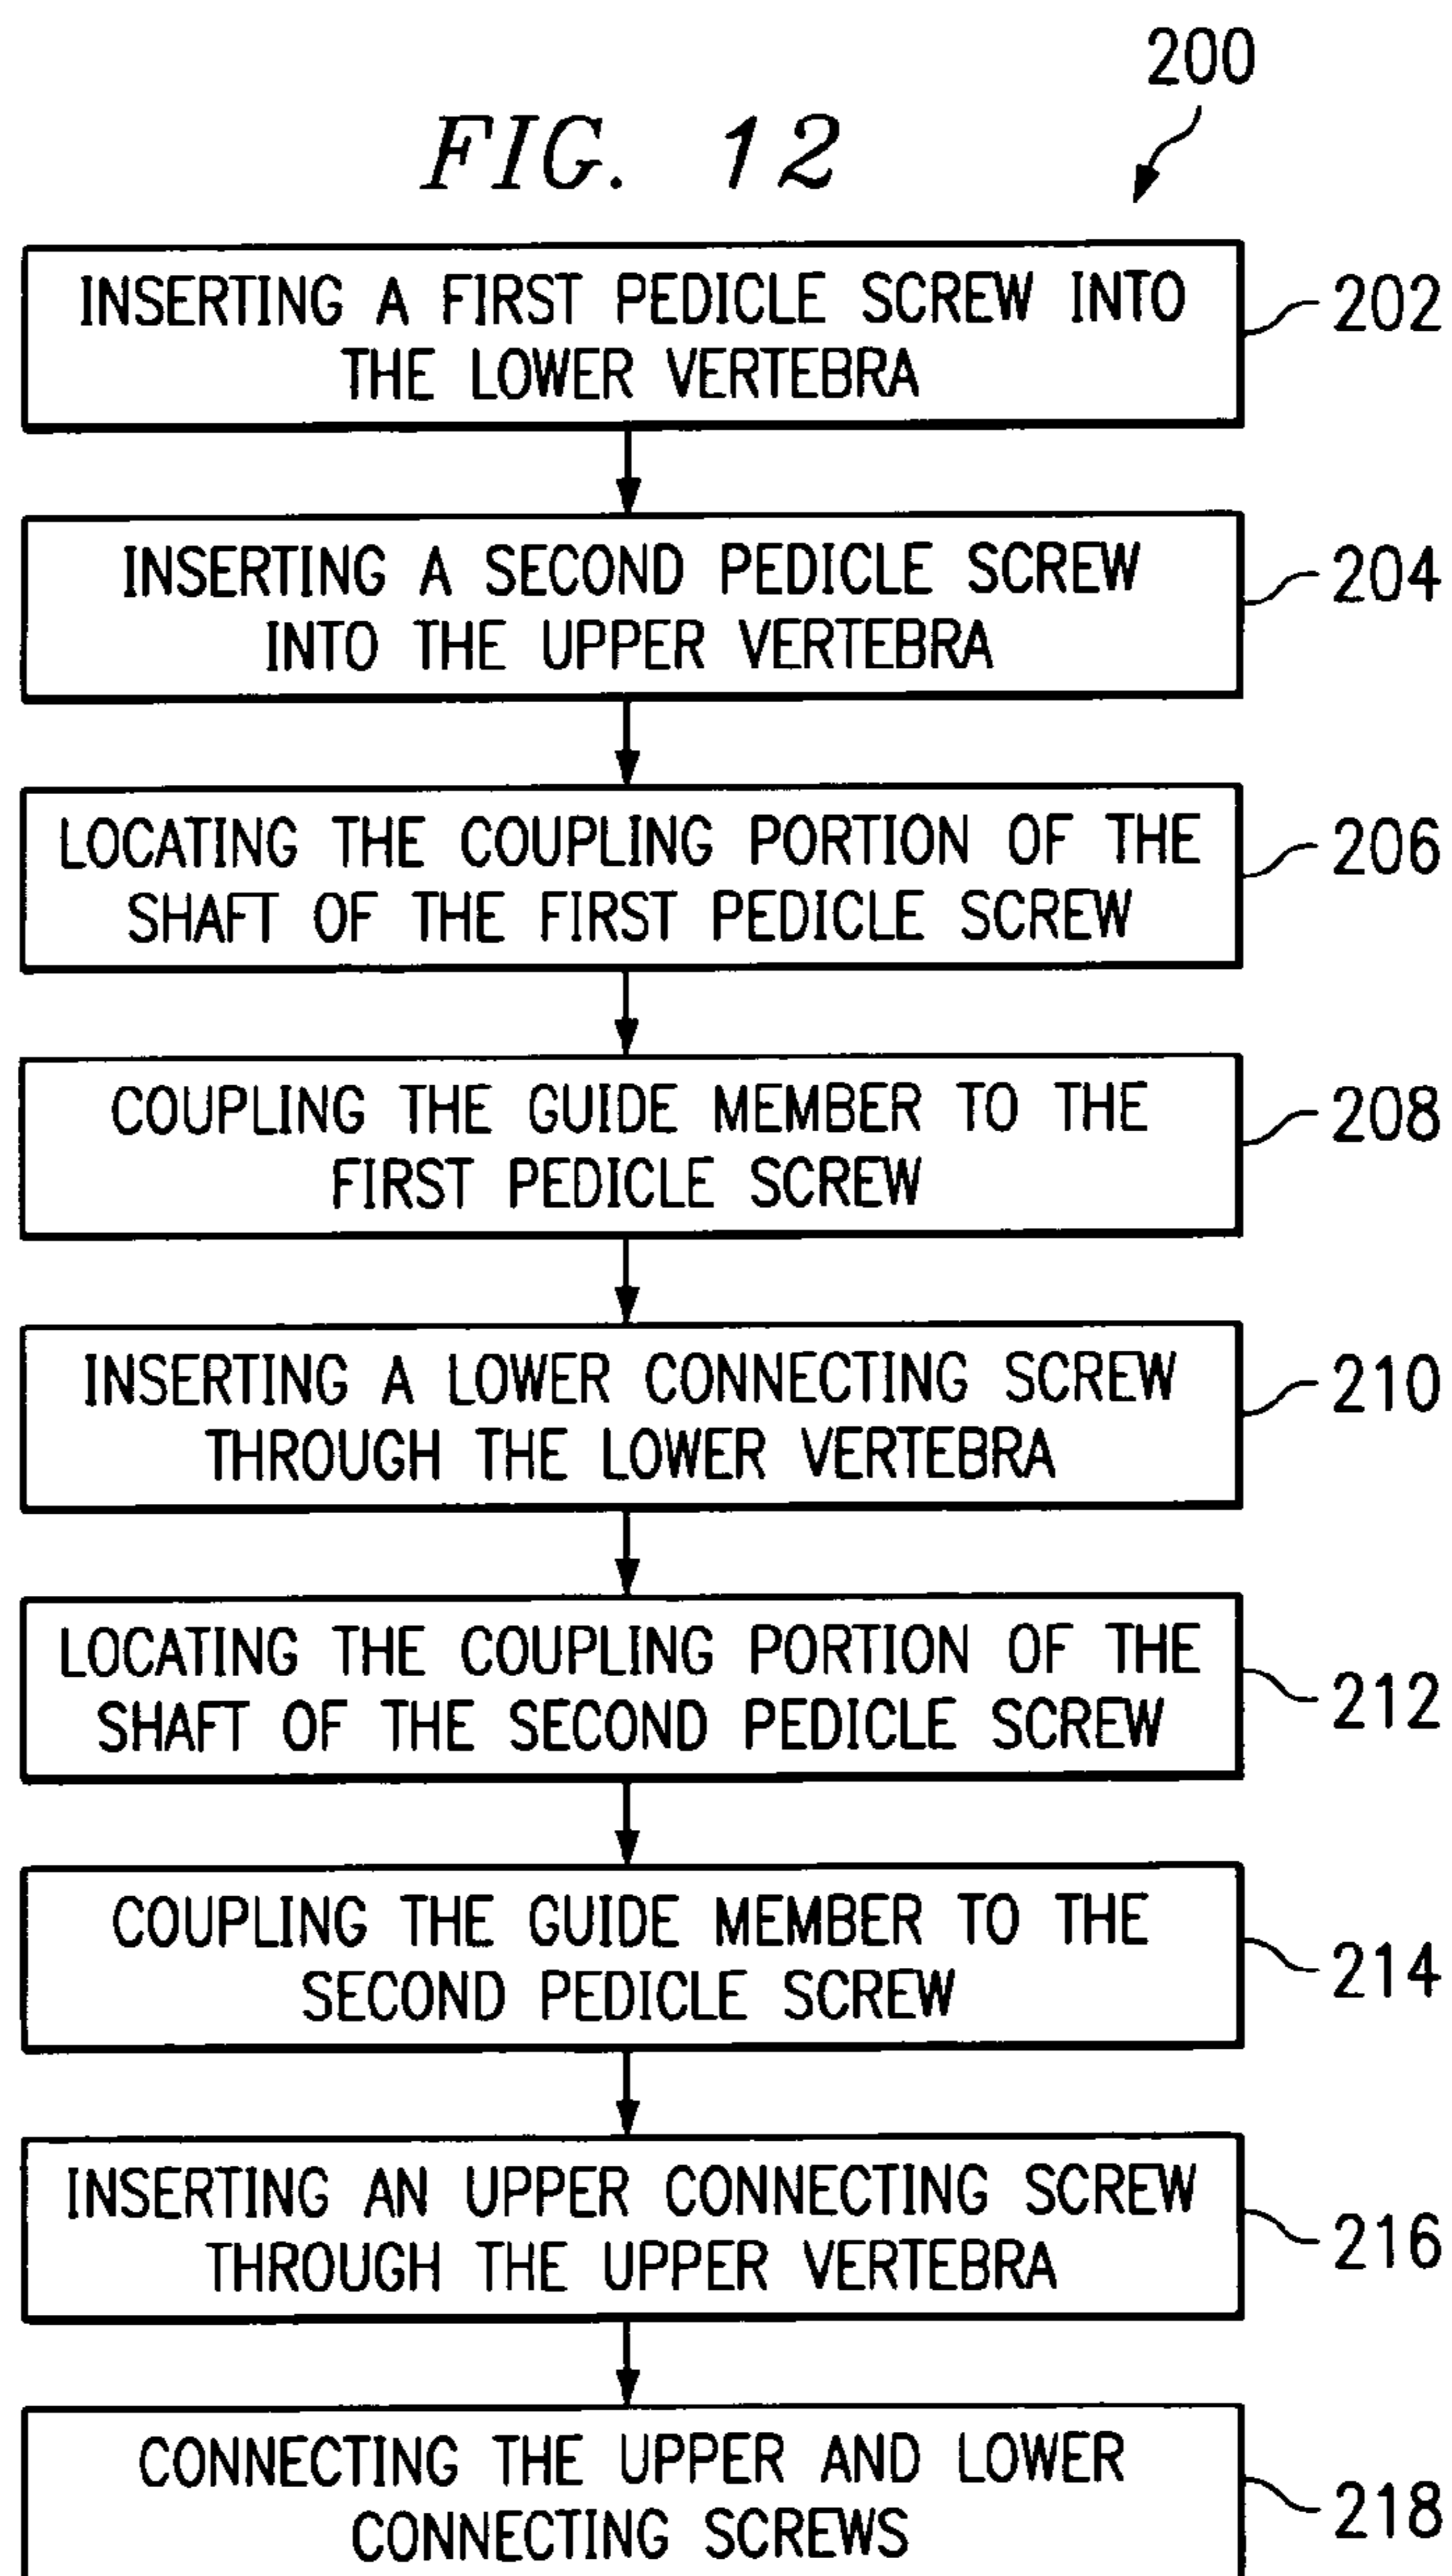 200
FIG. 12
INSERTING A FIRST PEDICLE SCREW INTO
THE LOWER VERTEBRA
202
INSERTING A SECOND PEDICLE SCREW
INTO THE UPPER VERTEBRA
204
LOCATING THE COUPLING PORTION OF THE
SHAFT OF THE FIRST PEDICLE SCREW
206
COUPLING THE GUIDE MEMBER TO THE
FIRST PEDICLE SCREW
208
INSERTING A LOWER CONNECTING SCREW
THROUGH THE LOWER VERTEBRA
210
LOCATING THE COUPLING PORTION OF THE
SHAFT OF THE SECOND PEDICLE SCREW
212
COUPLING THE GUIDE MEMBER TO THE
SECOND PEDICLE SCREW
214
INSERTING AN UPPER CONNECTING SCREW
THROUGH THE UPPER VERTEBRA
216
CONNECTING THE UPPER AND LOWER
CONNECTING SCREWS
218